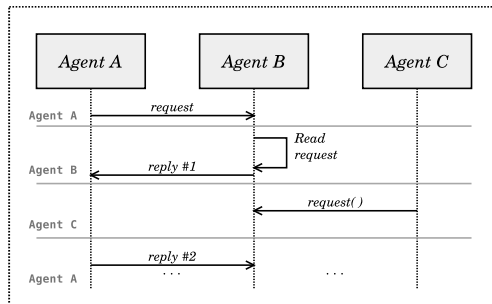 Agent A
Agent B
Agent C
request
Agent A
Read
request
reply #1
Agent B
request( )
Agent C
reply #2
. . .
. . .
Agent A